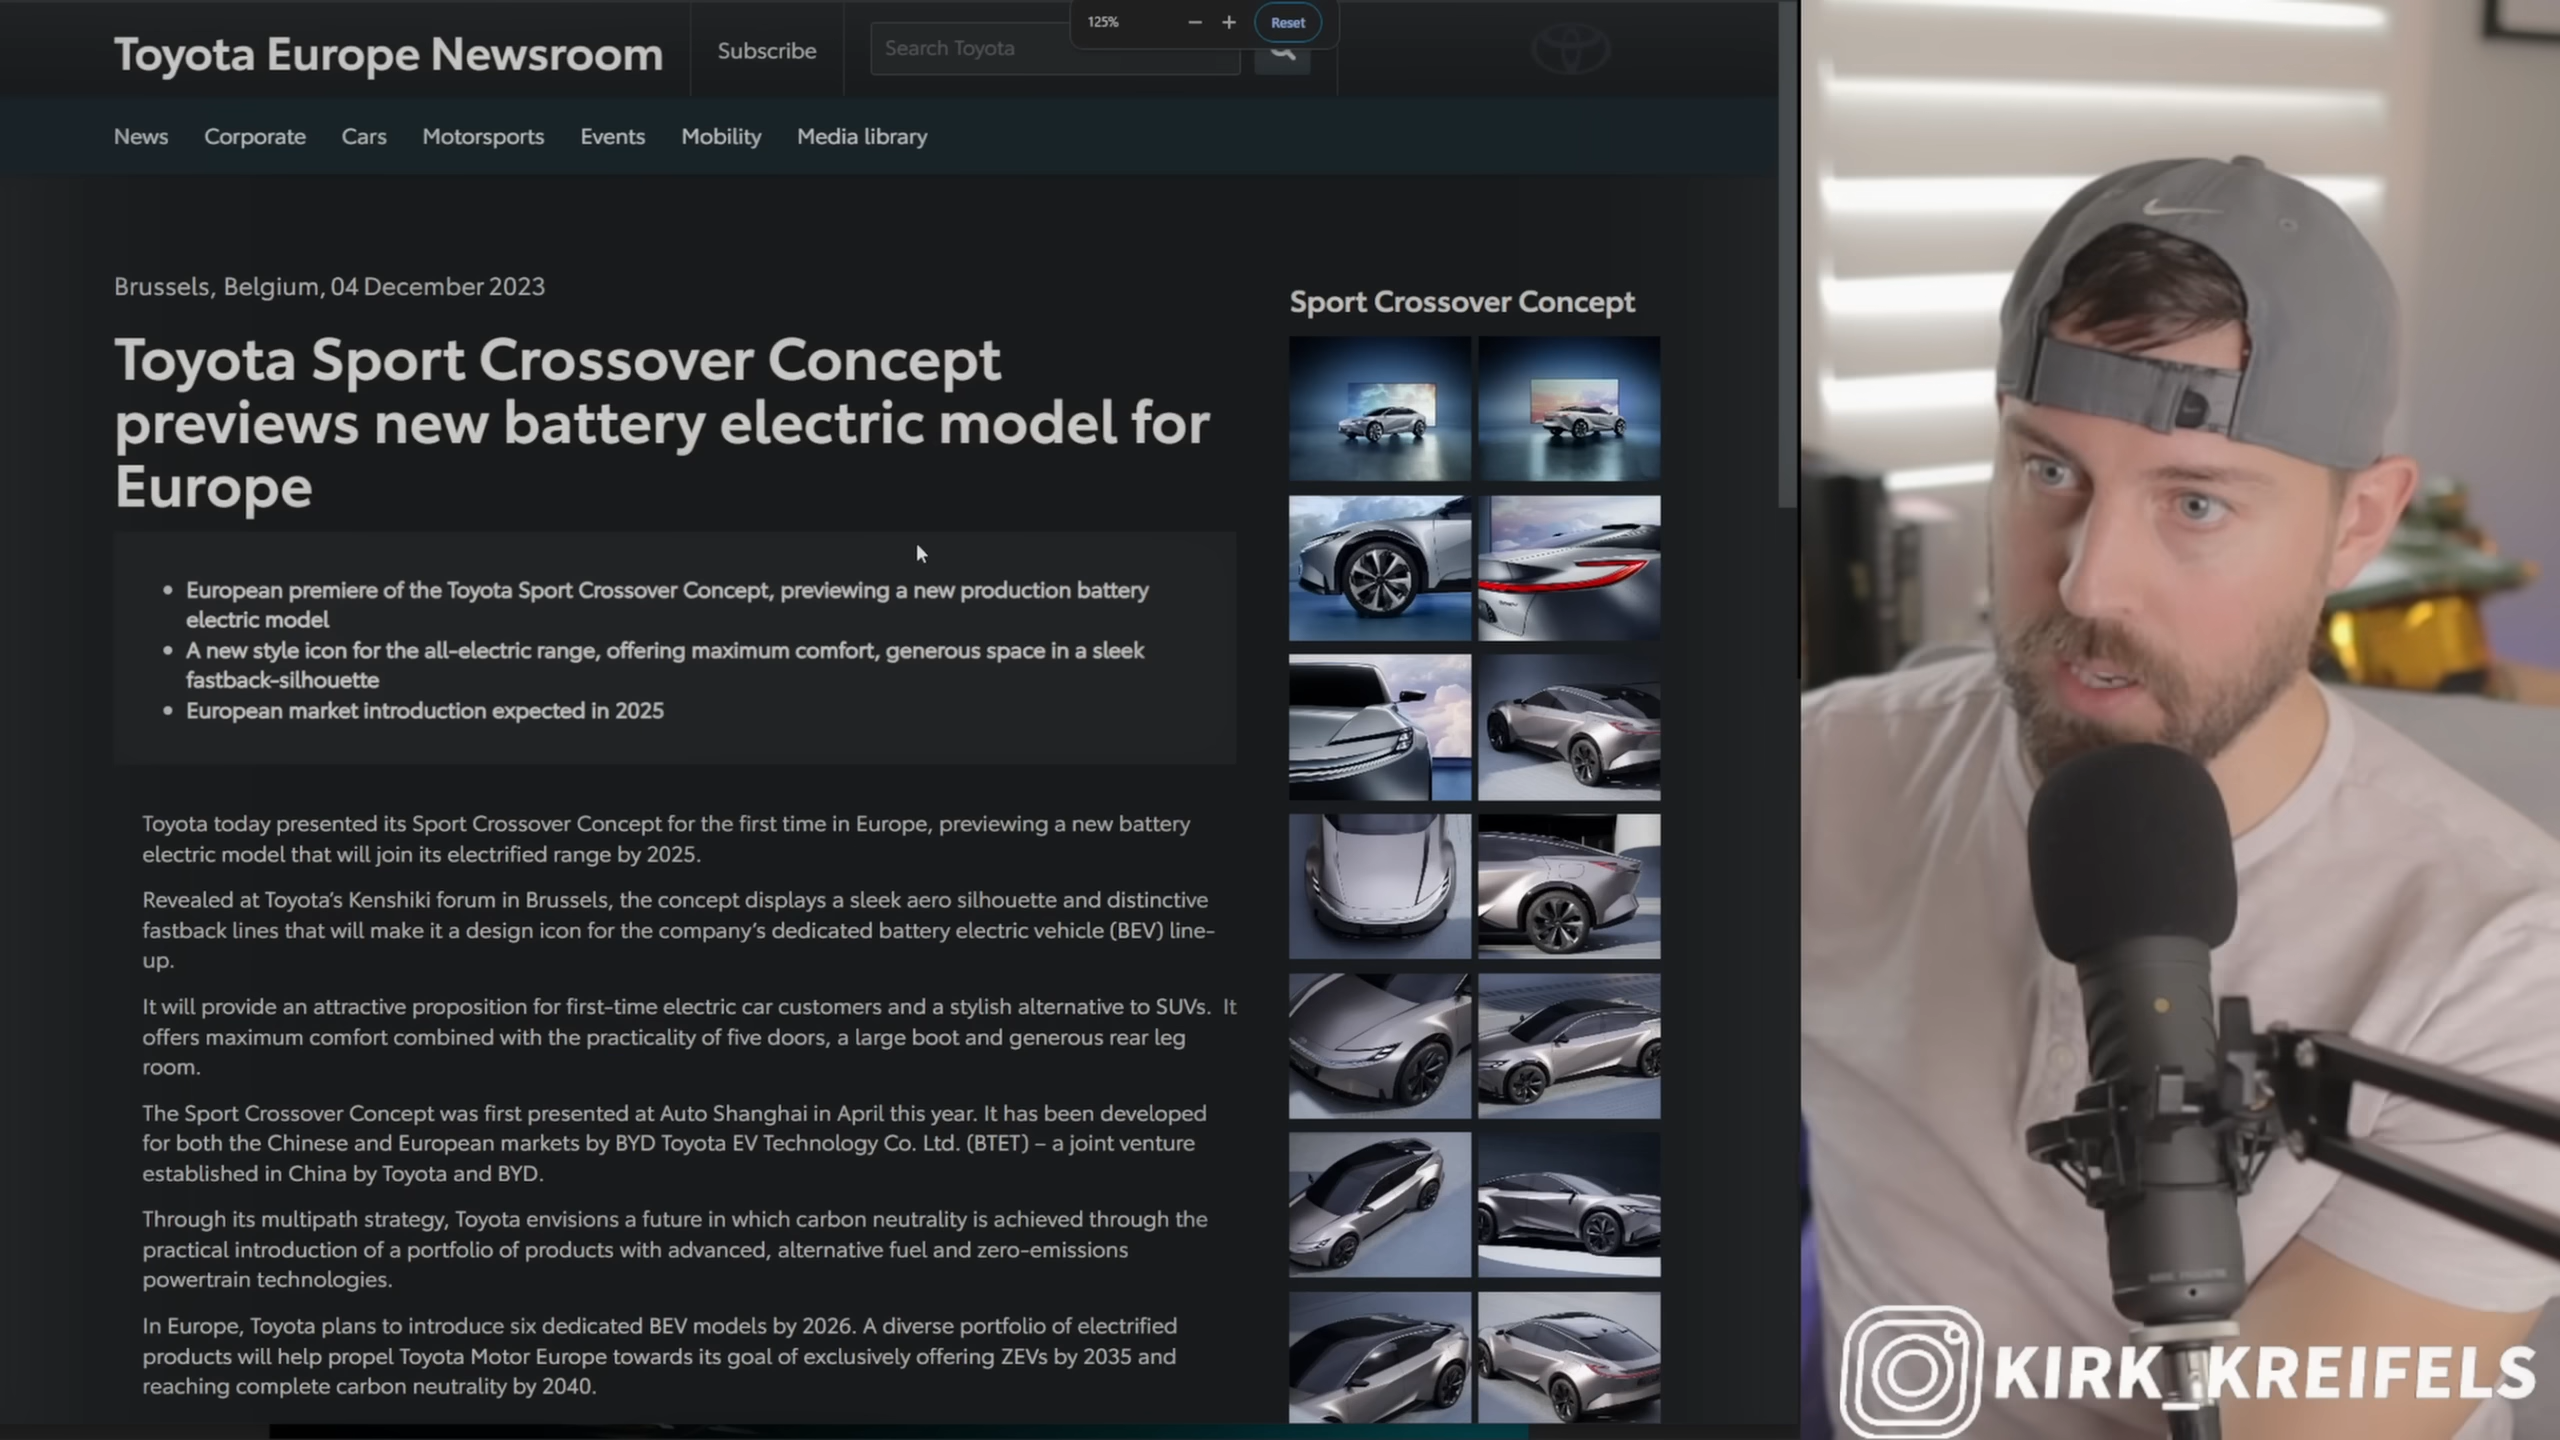 125%
Reset
Toyota Europe Newsroom
Subscribe
Search Toyota
News
Corporate
Cars
Motorsports
Events
Mobility
Media library
Brussels, Belgium, 04 December 2023
Toyota Sport Crossover Concept
previews new battery electric model for
Europe
• European premiere of the Toyota Sport Crossover Concept, previewing a new production battery
electric model
• A new style icon for the all-electric range, offering maximum comfort, generous space in a sleek
fastback-silhouette
• European market introduction expected in 2025
Toyota today presented its Sport Crossover Concept for the first time in Europe, previewing a new battery
electric model that will join its electrified range by 2025.
Revealed at Toyota’s Kenshiki forum in Brussels, the concept displays a sleek aero silhouette and distinctive
fastback lines that will make it a design icon for the company’s dedicated battery electric vehicle (BEV) line-
up.
It will provide an attractive proposition for first-time electric car customers and a stylish alternative to SUVs. It
offers maximum comfort combined with the practicality of five doors, a large boot and generous rear leg
room.
The Sport Crossover Concept was first presented at Auto Shanghai in April this year. It has been developed
for both the Chinese and European markets by BYD Toyota EV Technology Co. Ltd. (BTET) – a joint venture
established in China by Toyota and BYD.
Through its multipath strategy, Toyota envisions a future in which carbon neutrality is achieved through the
practical introduction of a portfolio of products with advanced, alternative fuel and zero-emissions
powertrain technologies.
In Europe, Toyota plans to introduce six dedicated BEV models by 2026. A diverse portfolio of electrified
products will help propel Toyota Motor Europe towards its goal of exclusively offering ZEVs by 2035 and
reaching complete carbon neutrality by 2040.
Sport Crossover Concept
KIRK_KREIFELS